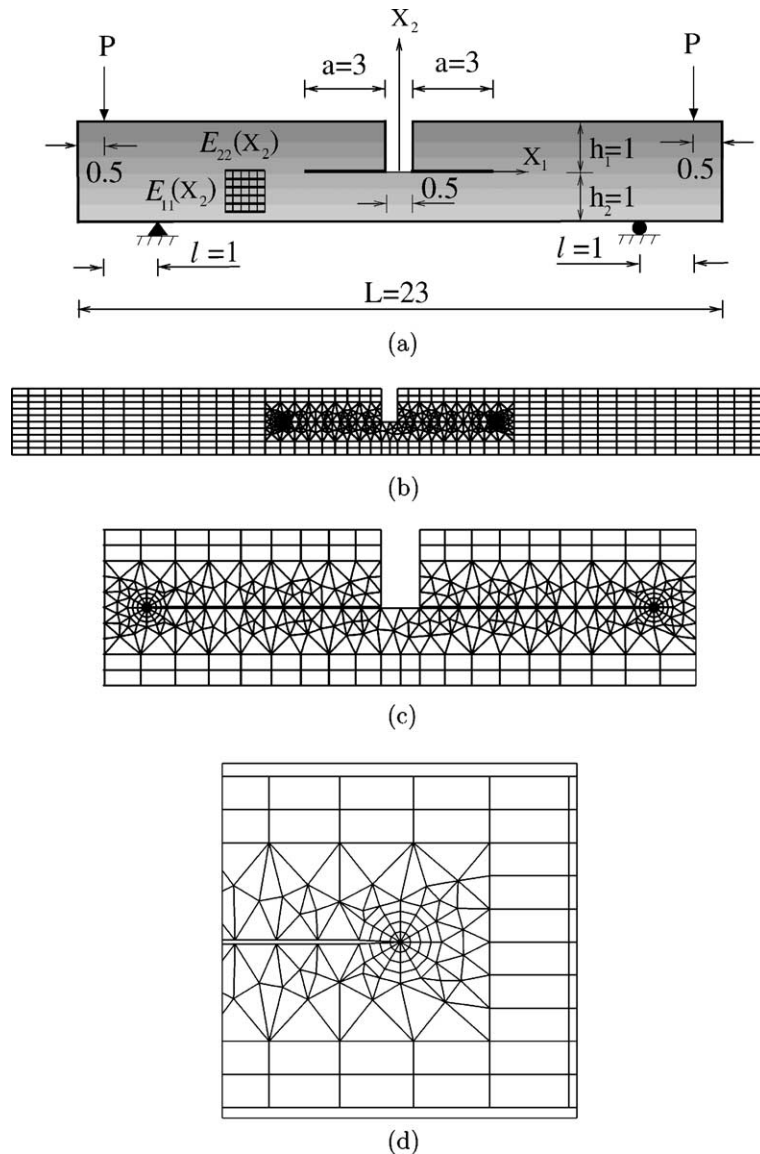 X₂
P
P
a=3
a=3
E₂₂(X₂)
X₁
h₁=1
0.5
E₁₁(X₂)
0.5
0.5
h₂=1
l =1
l =1
L=23
(a)
(b)
(c)
(d)